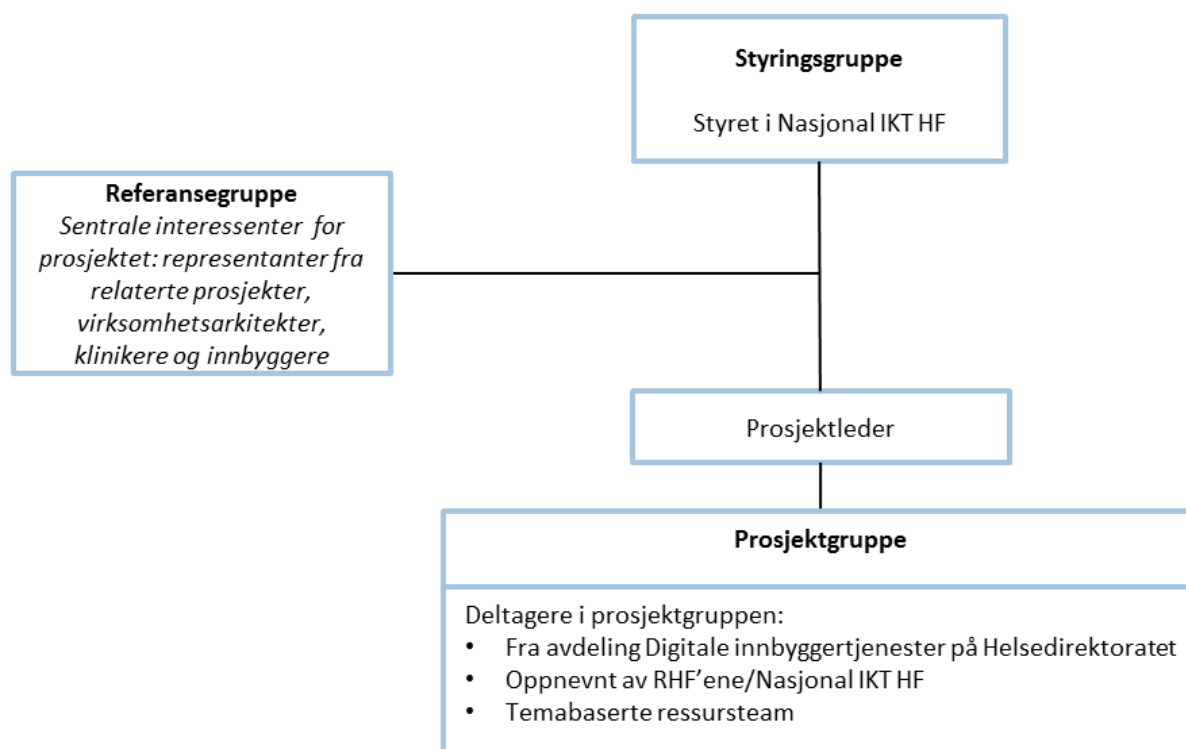 Styringsgruppe
Styret i Nasjonal IKT HF
Referansegruppe
Sentrale interessenter for
prosjektet: representanter fra
relaterte prosjekter,
virksomhetsarkitekter,
klinikere og innbyggere
Prosjektleder
Prosjektgruppe
Deltagere i prosjektgruppen:
• Fra avdeling Digitale innbyggertjenester på Helsedirektoratet
• Oppnevnt av RHF’ene/Nasjonal IKT HF
• Temabaserte ressursteam